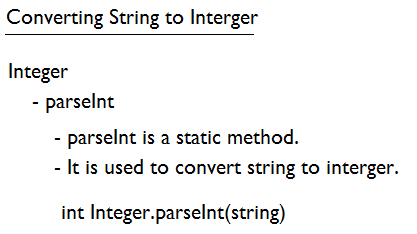 Converting String to Interger
Integer
- parseInt
- parseInt is a static method.
- It is used to convert string to interger.
int Integer.parseInt(string)